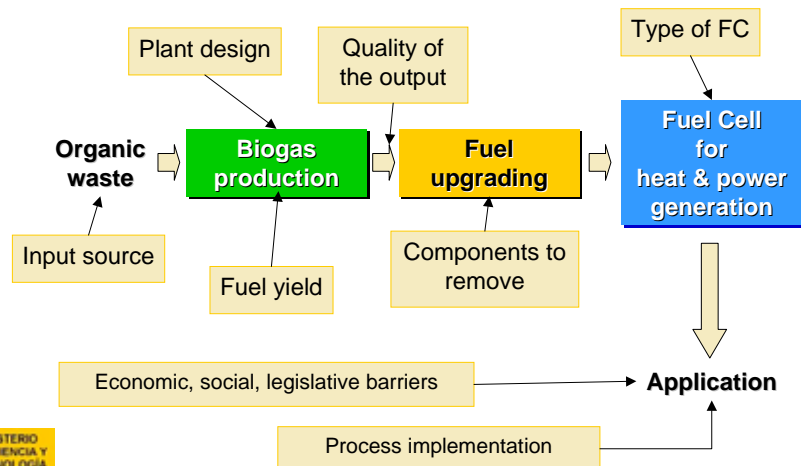 Plant design
Quality of
the output
Type of FC
Organic
waste
Biogas
production
Fuel
upgrading
Fuel Cell
for
heat & power
generation
Input source
Fuel yield
Components to
remove
Economic, social, legislative barriers
Application
Process implementation